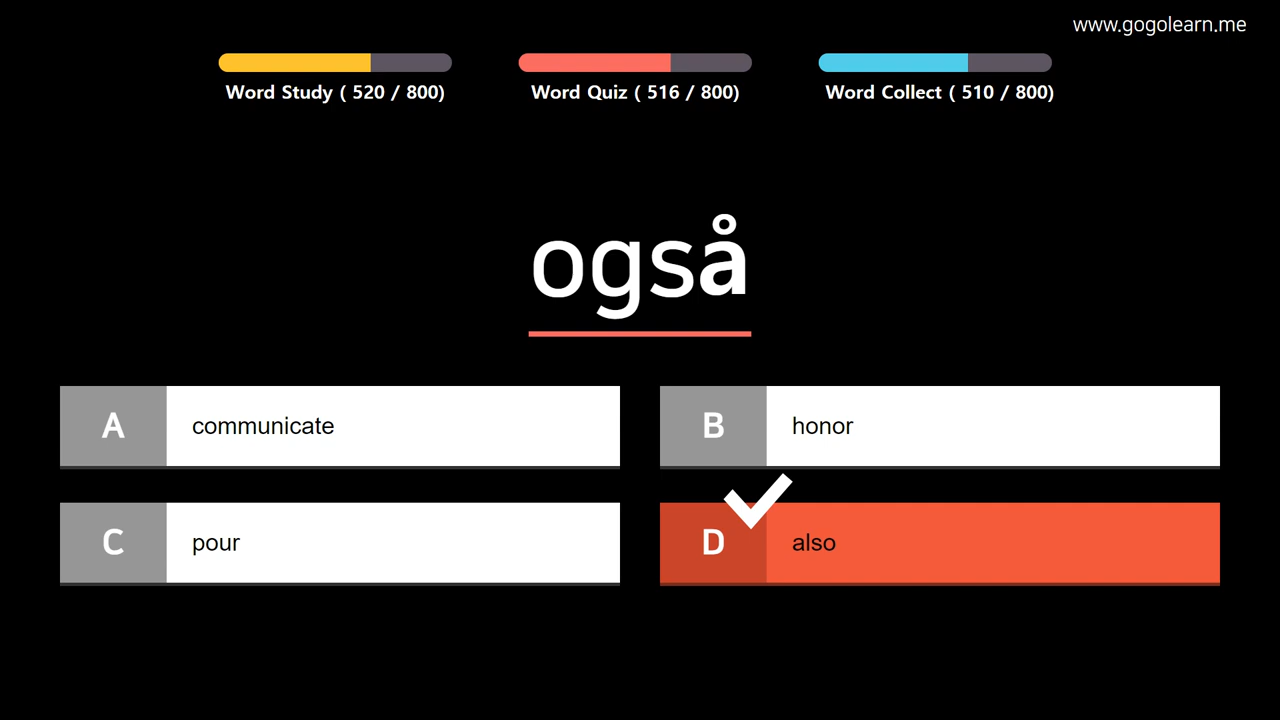 www.gogolearn.me
Word Study ( 520 / 800)
Word Quiz ( 516 / 800)
Word Collect ( 510 / 800)
også
A communicate
B honor
C pour
D also